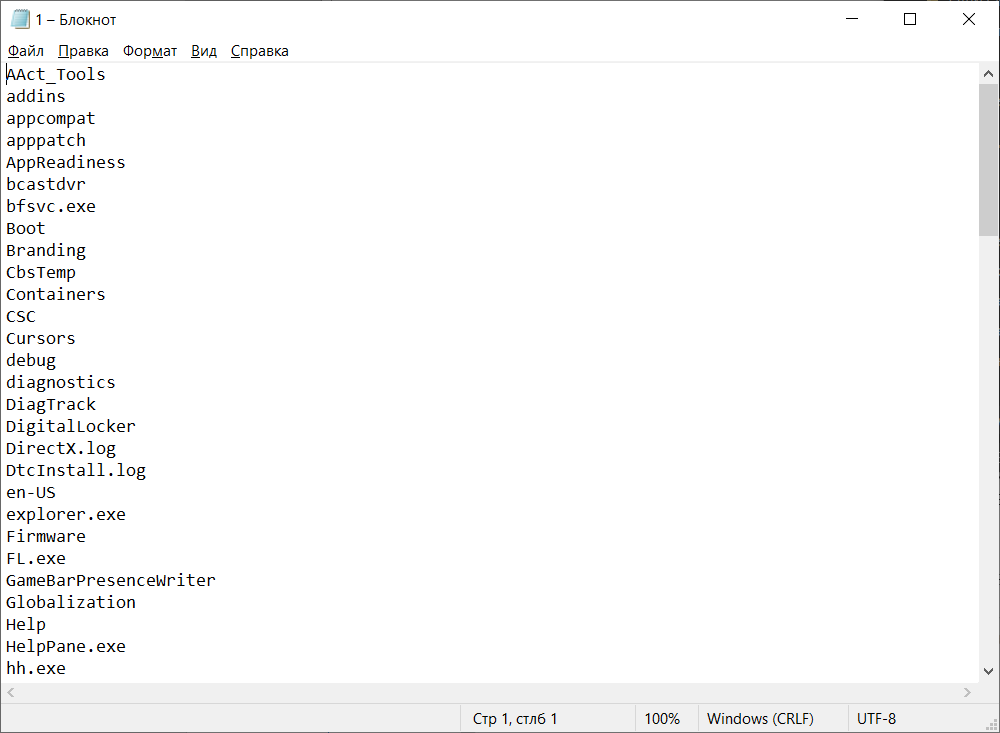 1 – Блокнот
Файл Правка Формат Вид Справка
AAct_Tools
addins
appcompat
apppatch
AppReadiness
bcastdvr
bfsvc.exe
Boot
Branding
CbsTemp
Containers
CSC
Cursors
debug
diagnostics
DiagTrack
DigitalLocker
DirectX.log
DtcInstall.log
en-US
explorer.exe
Firmware
FL.exe
GameBarPresenceWriter
Globalization
Help
HelpPane.exe
hh.exe
Стр 1, стлб 1 100% Windows (CRLF) UTF-8